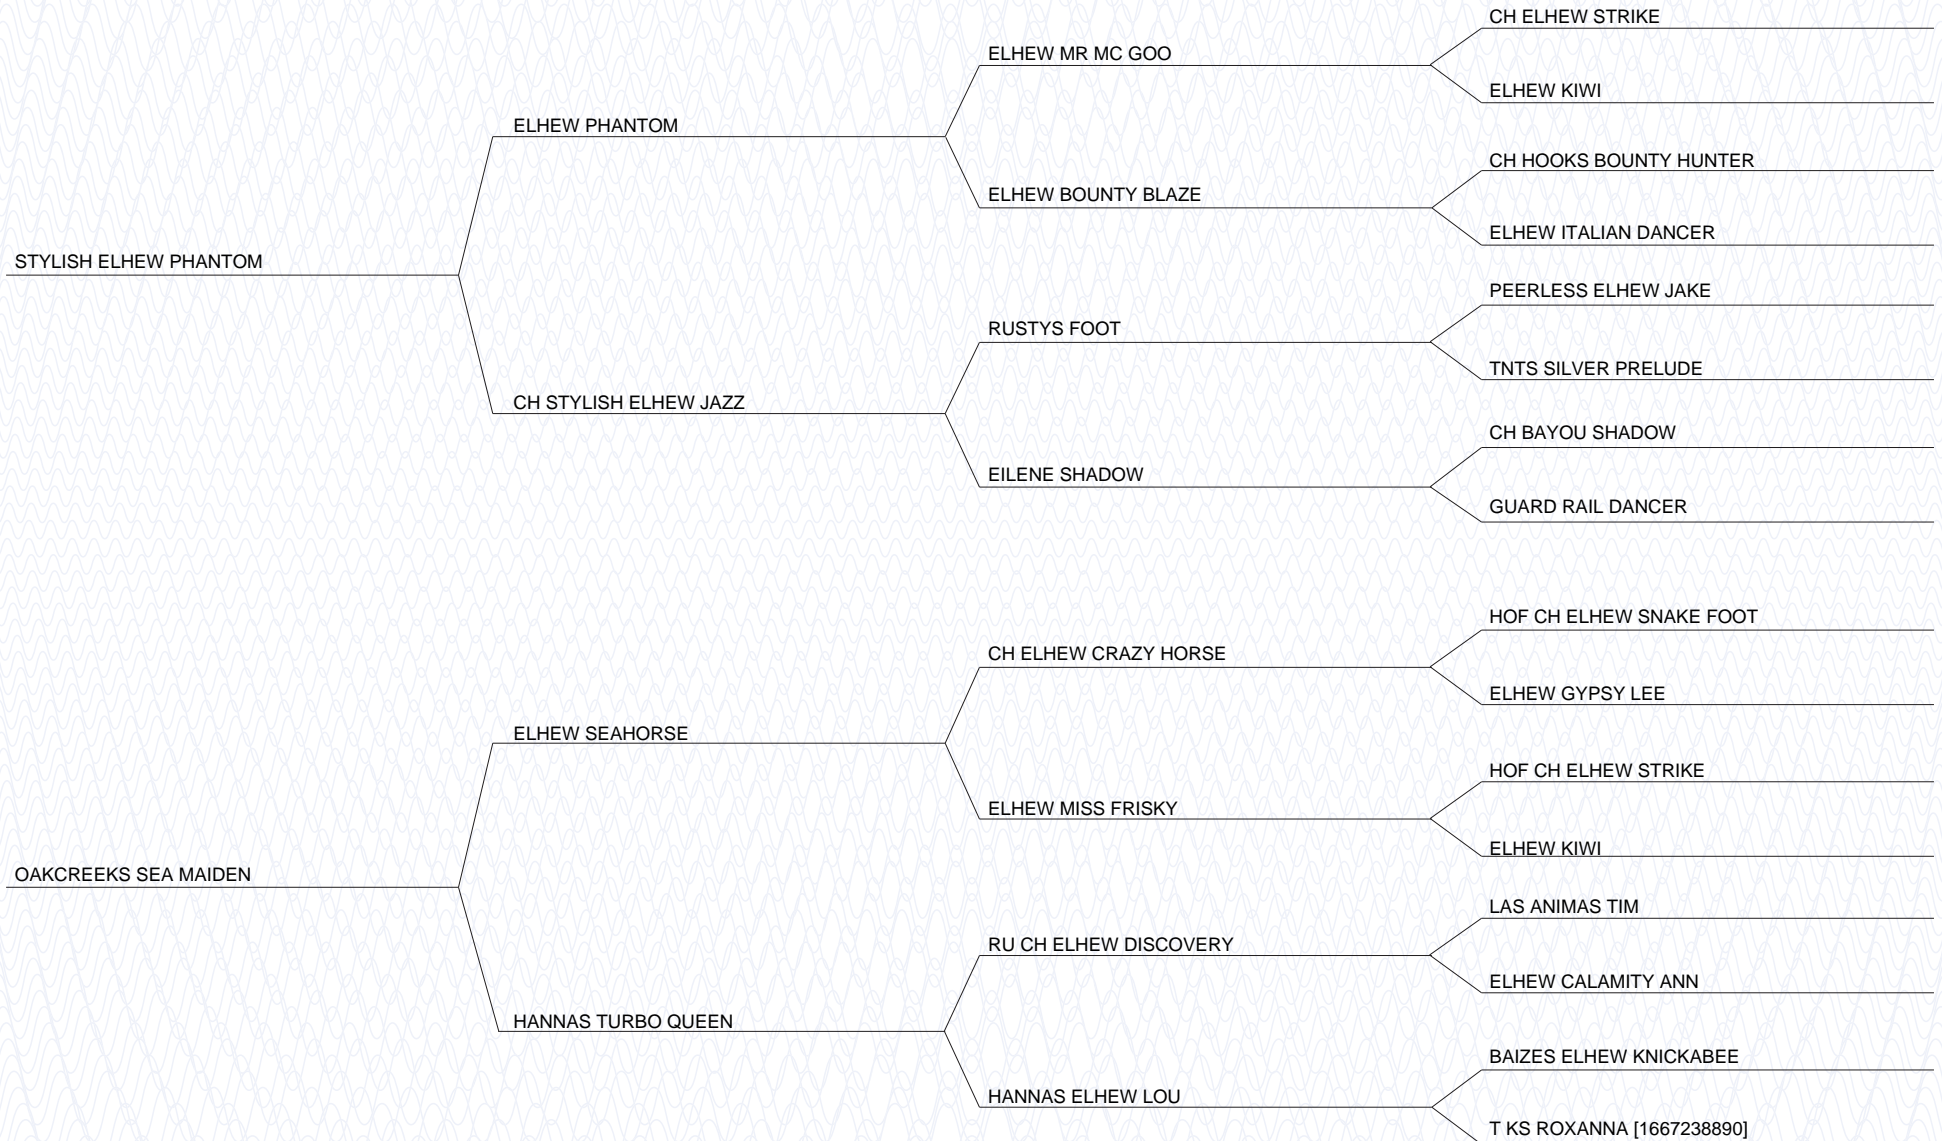 CH ELHEW STRIKE
ELHEW MR MC GOO
ELHEW KIWI
ELHEW PHANTOM
CH HOOKS BOUNTY HUNTER
ELHEW BOUNTY BLAZE
ELHEW ITALIAN DANCER
STYLISH ELHEW PHANTOM
PEERLESS ELHEW JAKE
RUSTYS FOOT
TNTS SILVER PRELUDE
CH STYLISH ELHEW JAZZ
CH BAYOU SHADOW
EILENE SHADOW
GUARD RAIL DANCER
HOF CH ELHEW SNAKE FOOT
CH ELHEW CRAZY HORSE
ELHEW GYPSY LEE
ELHEW SEAHORSE
HOF CH ELHEW STRIKE
ELHEW MISS FRISKY
ELHEW KIWI
OAKCREEKS SEA MAIDEN
LAS ANIMAS TIM
RU CH ELHEW DISCOVERY
ELHEW CALAMITY ANN
HANNAS TURBO QUEEN
BAIZES ELHEW KNICKABEE
HANNAS ELHEW LOU
T KS ROXANNA [1667238890]